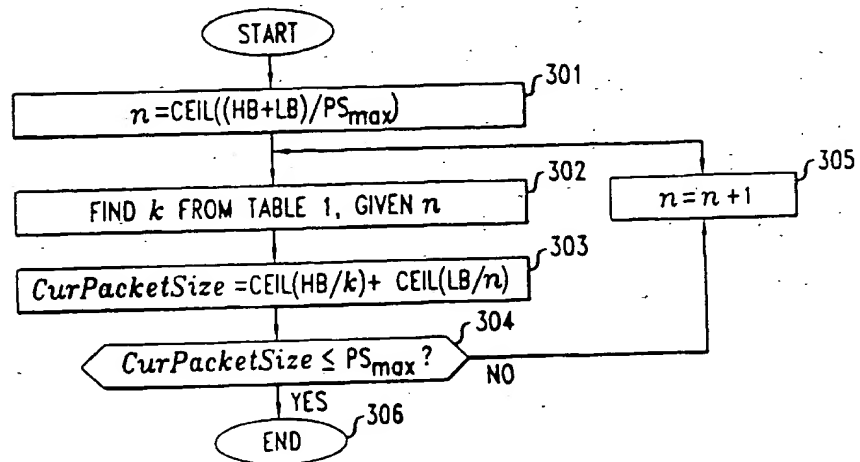 START
301
n=CEIL((HB+LB)/PSmax)
302
305
FIND k FROM TABLE 1, GIVEN n
n=n+1
303
CurPacketSize=CEIL(HB/k)+ CEIL(LB/n)
304
CurPacketSize ≤ PSmax?
NO
YES
306
END